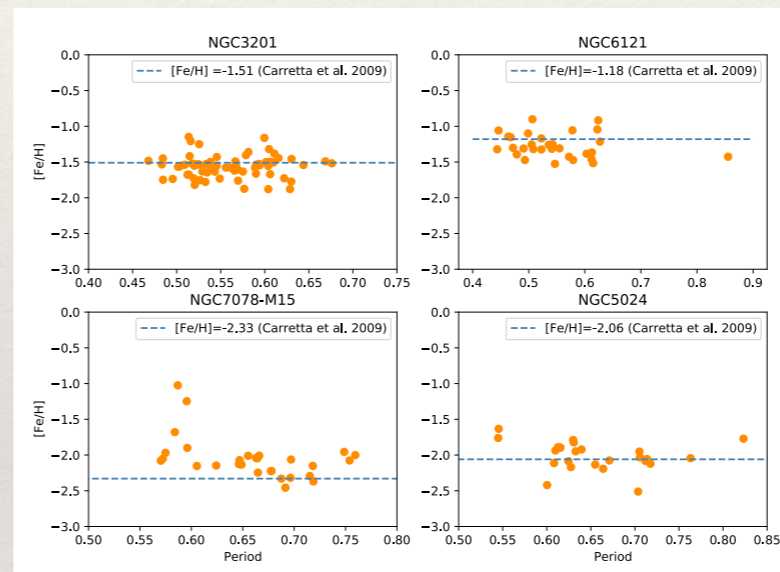 NGC3201
[Fe/H] =-1.51 (Carretta et al. 2009)
[Fe/H]
0.0
−0.5
−1.0
−1.5
−2.0
−2.5
−3.0
0.40 0.45 0.50 0.55 0.60 0.65 0.70 0.75
NGC6121
[Fe/H] =-1.18 (Carretta et al. 2009)
0.0
−0.5
−1.0
−1.5
−2.0
−2.5
−3.0
0.4 0.5 0.6 0.7 0.8 0.9
NGC7078-M15
[Fe/H]=-2.33 (Carretta et al. 2009)
[Fe/H]
0.0
−0.5
−1.0
−1.5
−2.0
−2.5
−3.0
0.50 0.55 0.60 0.65 0.70 0.75 0.80
Period
NGC5024
[Fe/H]=-2.06 (Carretta et al. 2009)
0.0
−0.5
−1.0
−1.5
−2.0
−2.5
−3.0
0.50 0.55 0.60 0.65 0.70 0.75 0.80 0.85
Period